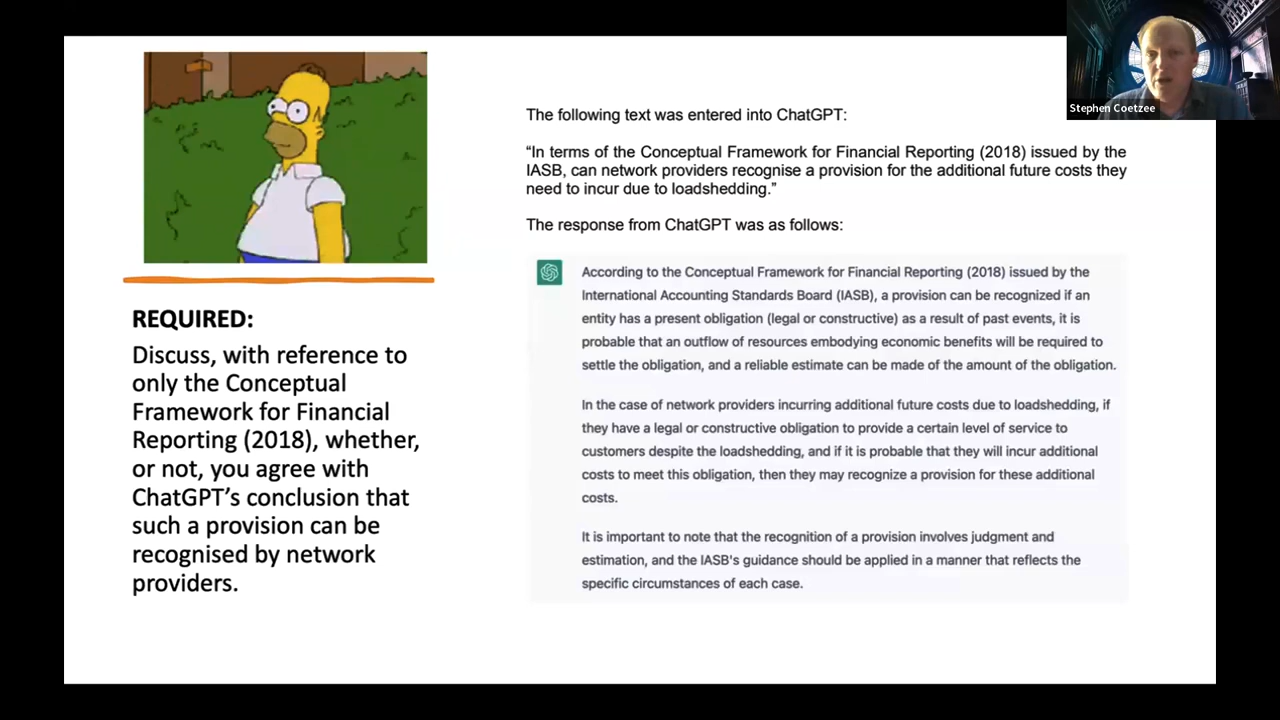 Stephen Coetzee
The following text was entered into ChatGPT:
“In terms of the Conceptual Framework for Financial Reporting (2018) issued by the
IASB, can network providers recognise a provision for the additional future costs they
need to incur due to loadshedding.”
The response from ChatGPT was as follows:
According to the Conceptual Framework for Financial Reporting (2018) issued by the
International Accounting Standards Board (IASB), a provision can be recognized if an
entity has a present obligation (legal or constructive) as a result of past events, it is
probable that an outflow of resources embodying economic benefits will be required to
settle the obligation, and a reliable estimate can be made of the amount of the obligation.
In the case of network providers incurring additional future costs due to loadshedding, if
they have a legal or constructive obligation to provide a certain level of service to
customers despite the loadshedding, and if it is probable that they will incur additional
costs to meet this obligation, then they may recognize a provision for these additional
costs.
It is important to note that the recognition of a provision involves judgment and
estimation, and the IASB's guidance should be applied in a manner that reflects the
specific circumstances of each case.
REQUIRED:
Discuss, with reference to
only the Conceptual
Framework for Financial
Reporting (2018), whether,
or not, you agree with
ChatGPT’s conclusion that
such a provision can be
recognised by network
providers.